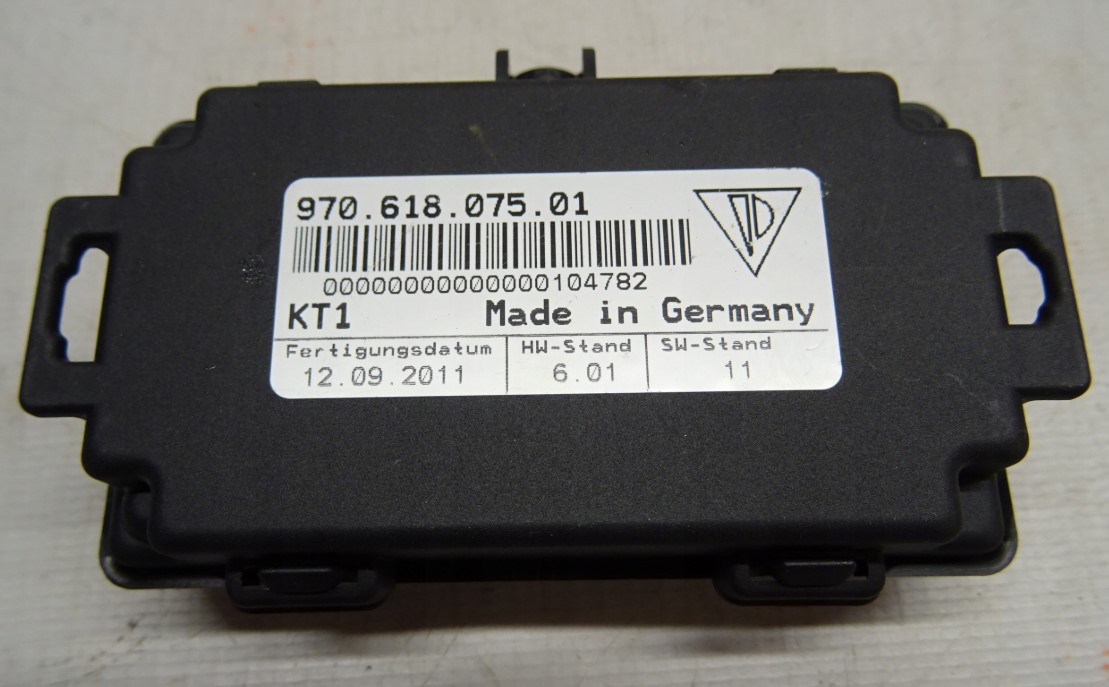 970.618.075.01
00000000000000104782
KT1 Made in Germany
Fertigungsdatum HW-Stand SW-Stand
12.09.2011 6.01 11